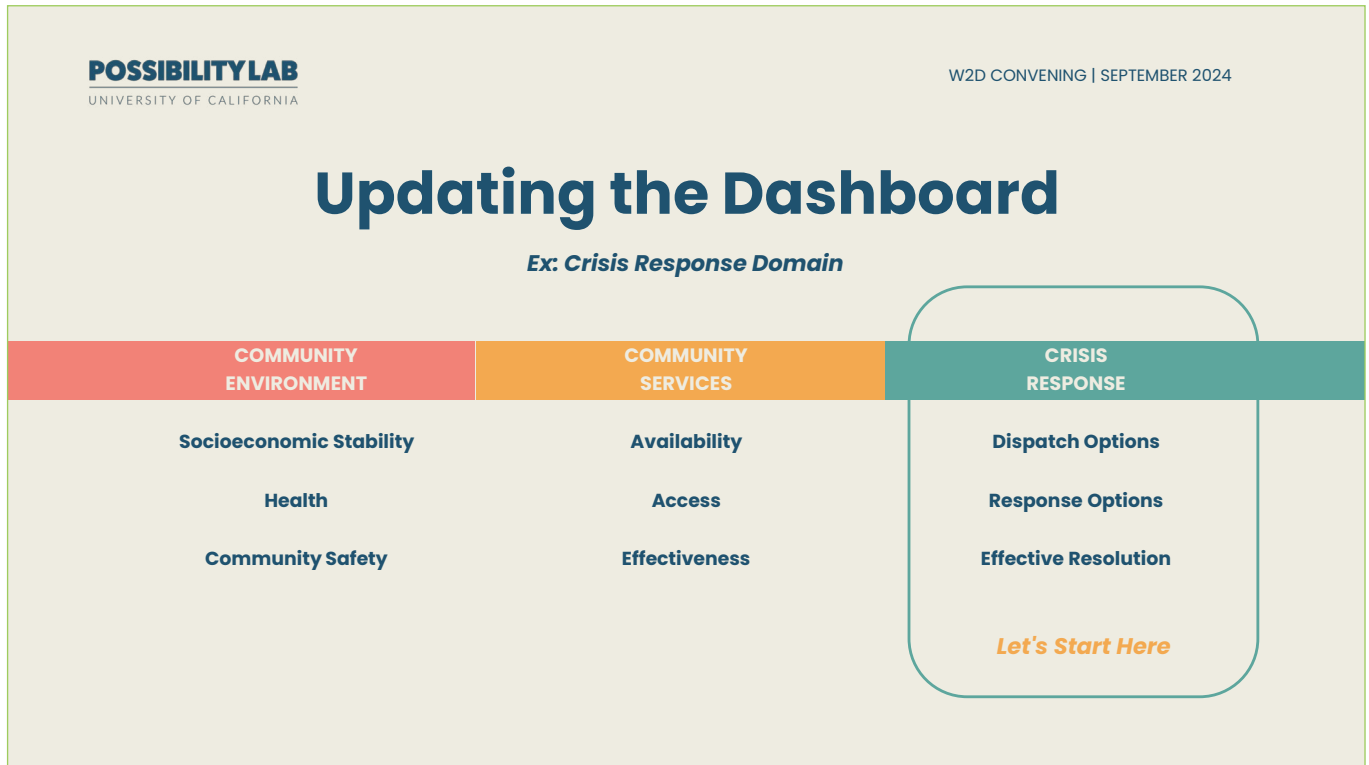 POSSIBILITY LAB
UNIVERSITY OF CALIFORNIA
W2D CONVENING | SEPTEMBER 2024
Updating the Dashboard
Ex: Crisis Response Domain
COMMUNITY
ENVIRONMENT
Socioeconomic Stability
Health
Community Safety
COMMUNITY
SERVICES
Availability
Access
Effectiveness
CRISIS
RESPONSE
Dispatch Options
Response Options
Effective Resolution
Let's Start Here